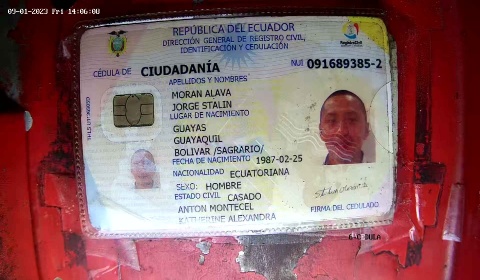 09-01-2023 Fri 14:06:08
REPÚBLICA DEL ECUADOR
DIRECCIÓN GENERAL DE REGISTRO CIVIL,
IDENTIFICACIÓN Y CEDULACIÓN
CÉDULA DE CIUDADANÍA
NUI 091689385-2
APELLIDOS Y NOMBRES
MORAN ALAVA
JORGE STALIN
LUGAR DE NACIMIENTO
GUAYAS
GUAYAQUIL
BOLIVAR /SAGRARIO/
FECHA DE NACIMIENTO 1987-02-25
NACIONALIDAD ECUATORIANA
SEXO: HOMBRE
ESTADO CIVIL CASADO
ANTON MONTECEL
KATHERINE ALEXANDRA
FIRMA DEL CEDULADO